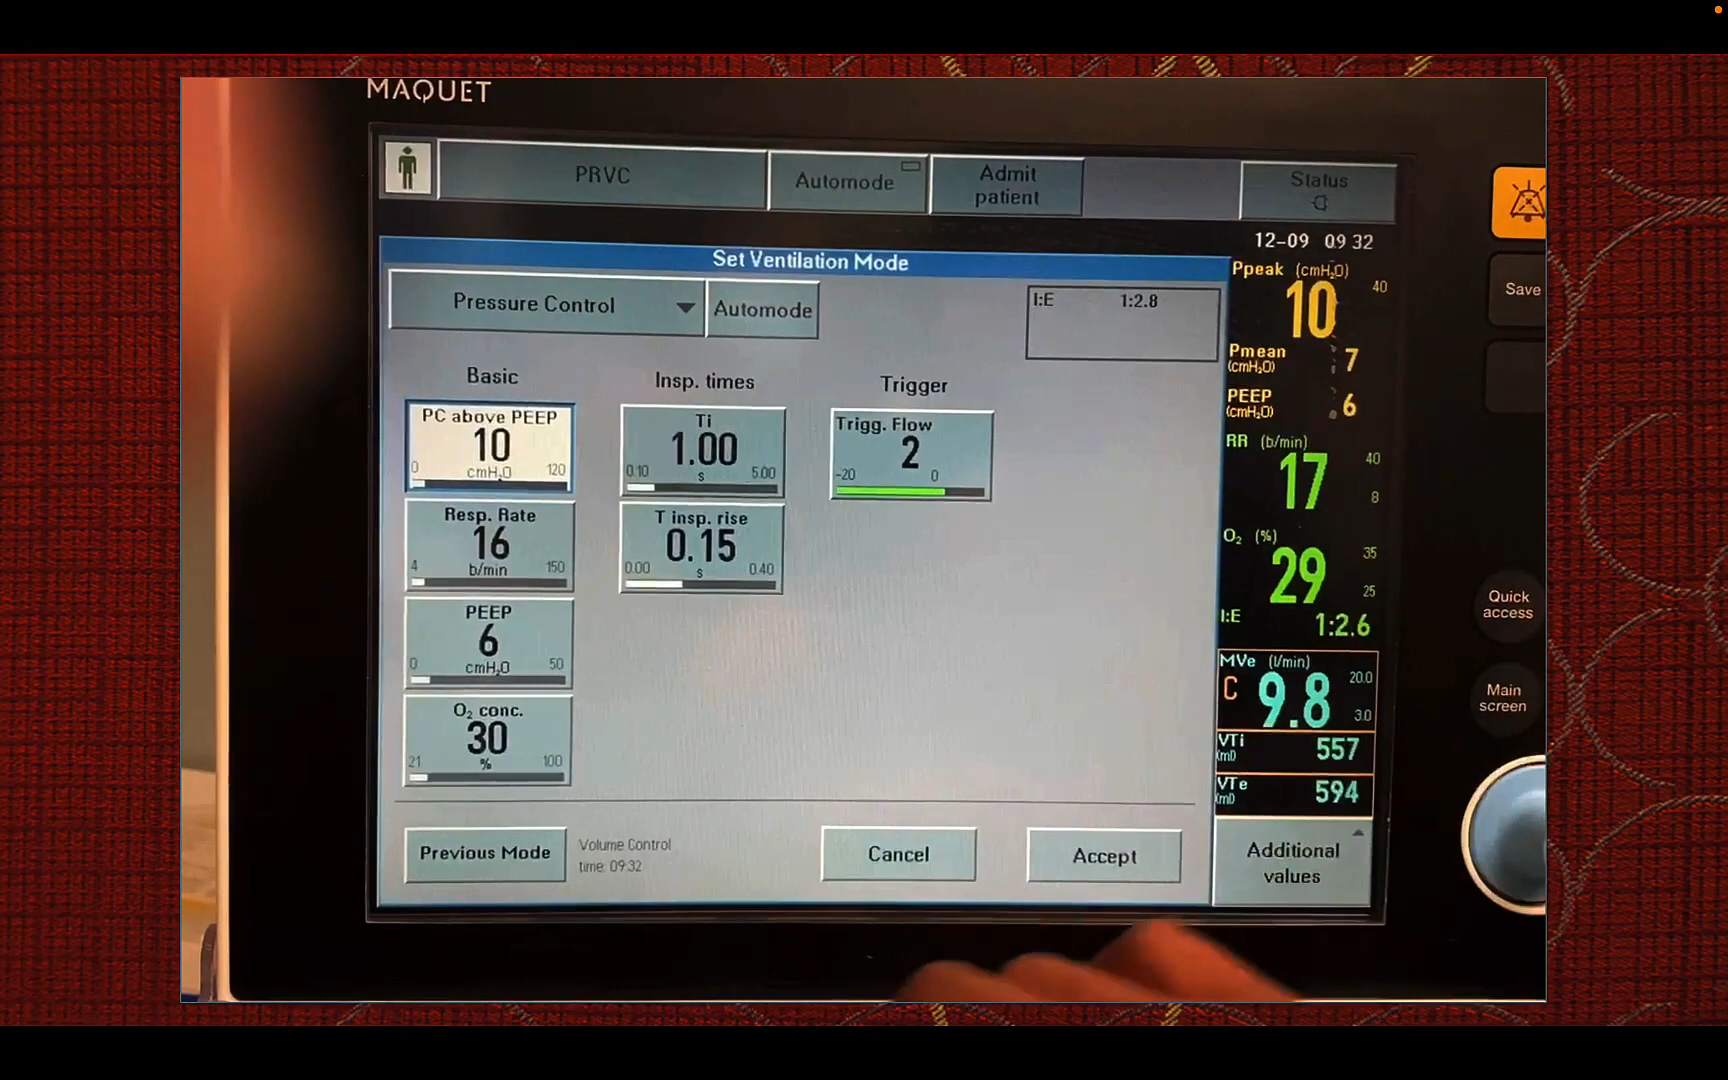 MAQUET
PRVC
Automode
Admit
patient
Status
12-09 09 32
Set Ventilation Mode
Pressure Control
Automode
I:E 1:2.8
Basic
Insp. times
Trigger
PC above PEEP
10
0 cmH₂O 120
Ti
1.00
0.10 s 5.00
Trigg. Flow
2
-20 0
Resp. Rate
16
4 b/min 150
T insp. rise
0.15
0.00 s 0.40
PEEP
6
0 cmH₂O 50
O₂ conc.
30
21 % 100
Previous Mode
Volume Control
time: 09:32
Cancel
Accept
Ppeak (cmH₂O)
10 40
Pmean
(cmH₂O) 7
PEEP
(cmH₂O) 6
RR (b/min)
17 40
8
O₂ (%)
29 35
25
I:E 1:2.6
MVe (l/min)
C 9.8 20.0
3.0
VTi
(ml) 557
VTe
(ml) 594
Additional
values
Save
Quick
access
Main
screen